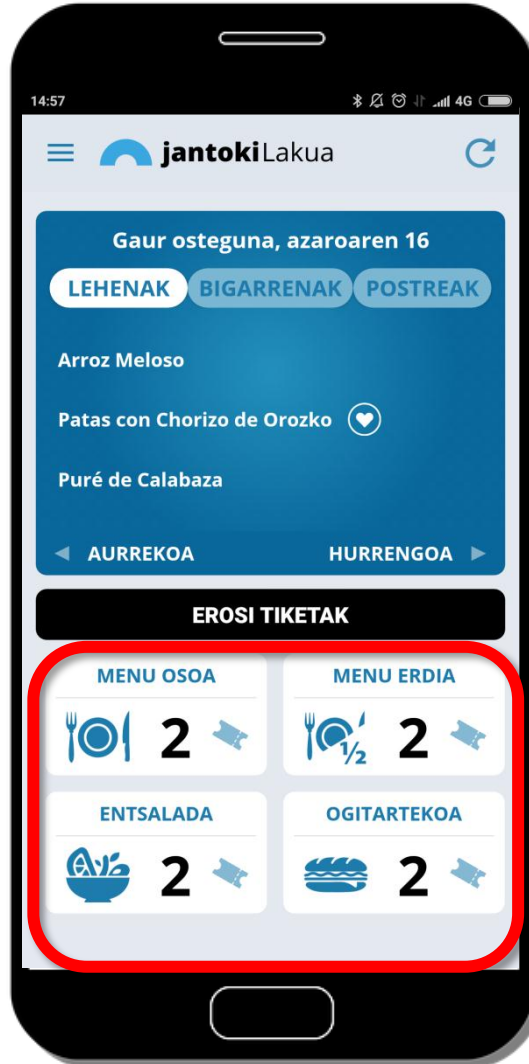 14:57 4G
jantokiLakua
Gaur osteguna, azaroaren 16
LEHENAK BIGARRENAK POSTREAK
Arroz Meloso
Patas con Chorizo de Orozko
Puré de Calabaza
AURREKOA HURRENGOA
EROSI TIKETAK
MENU OSOA MENU ERDIA
2 1/2 2
ENTSALADA OGITARTEKOA
2 2